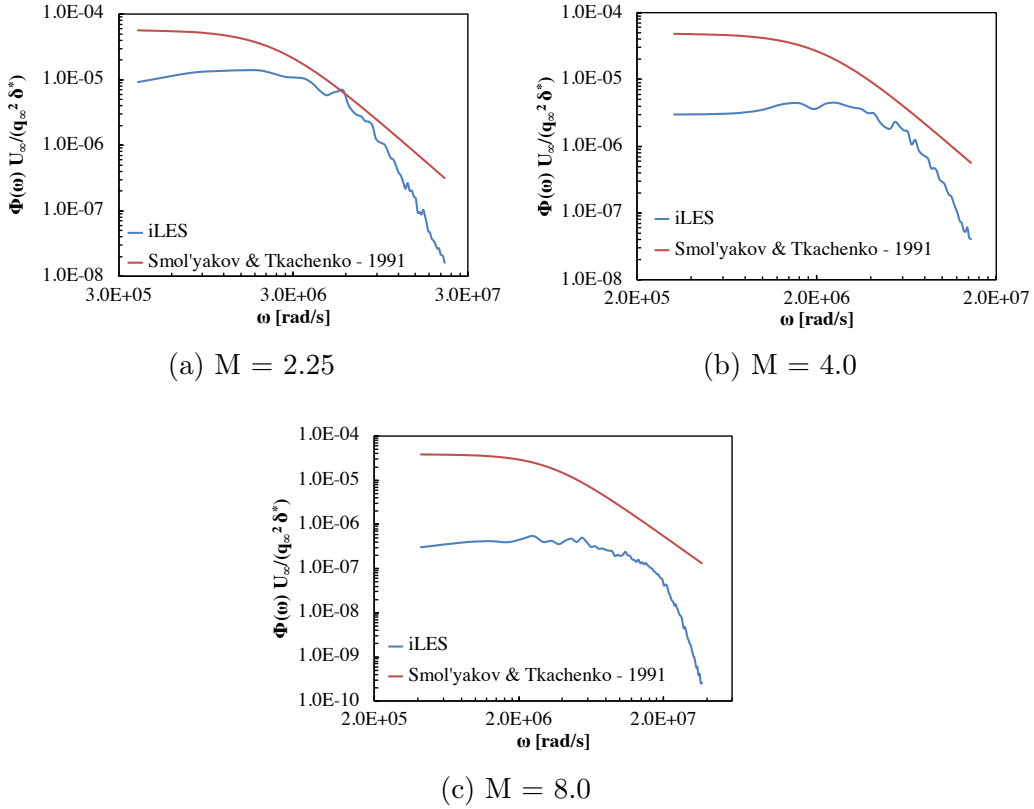 1.0E-04
1.0E-05
1.0E-06
1.0E-07
1.0E-08
Φ(ω) U∞/(q∞² δ*)
iLES
Smol'yakov & Tkachenko - 1991
3.0E+05 3.0E+06 3.0E+07
ω [rad/s]
(a) M = 2.25
1.0E-04
1.0E-05
1.0E-06
1.0E-07
1.0E-08
Φ(ω) U∞/(q∞² δ*)
iLES
Smol'yakov & Tkachenko - 1991
2.0E+05 2.0E+06 2.0E+07
ω [rad/s]
(b) M = 4.0
1.0E-04
1.0E-05
1.0E-06
1.0E-07
1.0E-08
1.0E-09
1.0E-10
Φ(ω) U∞/(q∞² δ*)
iLES
Smol'yakov & Tkachenko - 1991
2.0E+05 2.0E+06 2.0E+07
ω [rad/s]
(c) M = 8.0